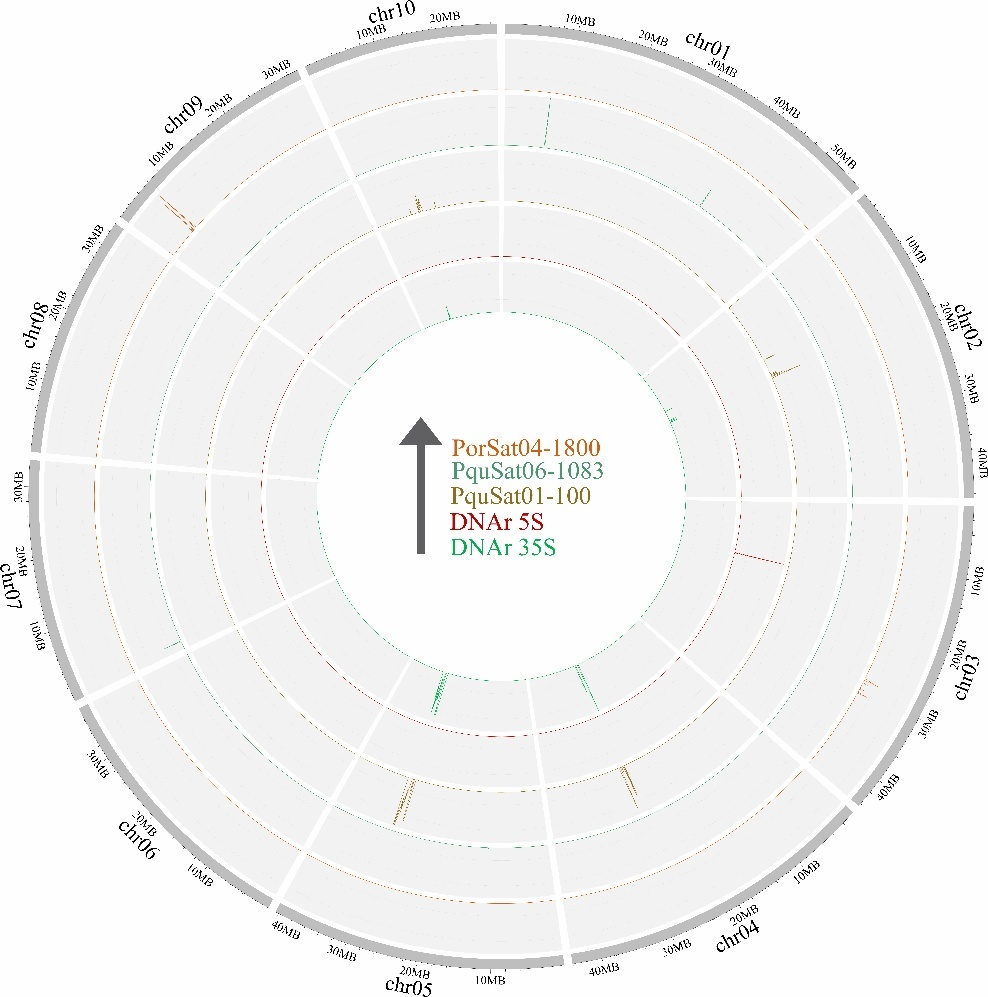 chr10
10MB
20MB
10MB
20MB
chr01
30MB
40MB
50MB
10MB
20MB
chr02
30MB
40MB
10MB
20MB
chr03
30MB
40MB
10MB
20MB
chr04
30MB
40MB
10MB
20MB
chr05
30MB
40MB
10MB
20MB
chr06
30MB
10MB
20MB
chr07
30MB
10MB
20MB
chr08
30MB
10MB
20MB
chr09
30MB
PorSat04-1800
PquSat06-1083
PquSat01-100
DNAr 5S
DNAr 35S